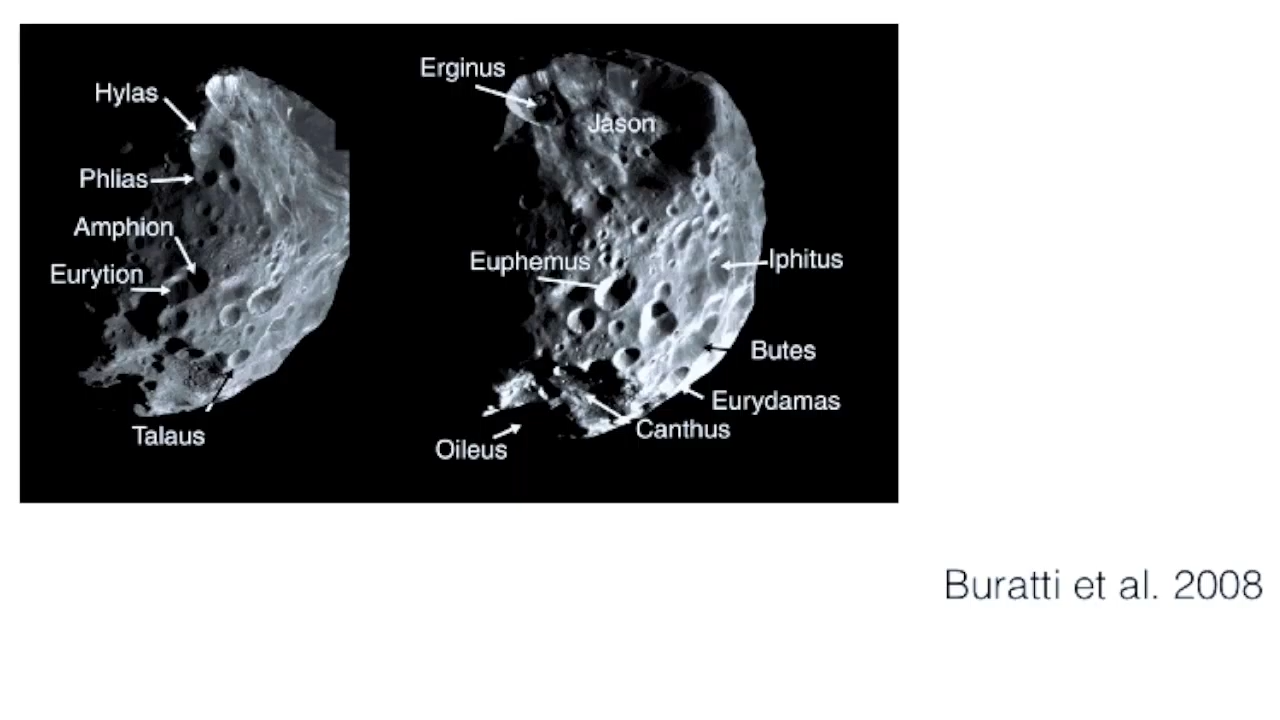 Hylas
Phlias
Amphion
Eurytion
Talaus
Erginus
Jason
Euphemus
Iphitus
Butes
Eurydamas
Canthus
Oileus
Buratti et al. 2008